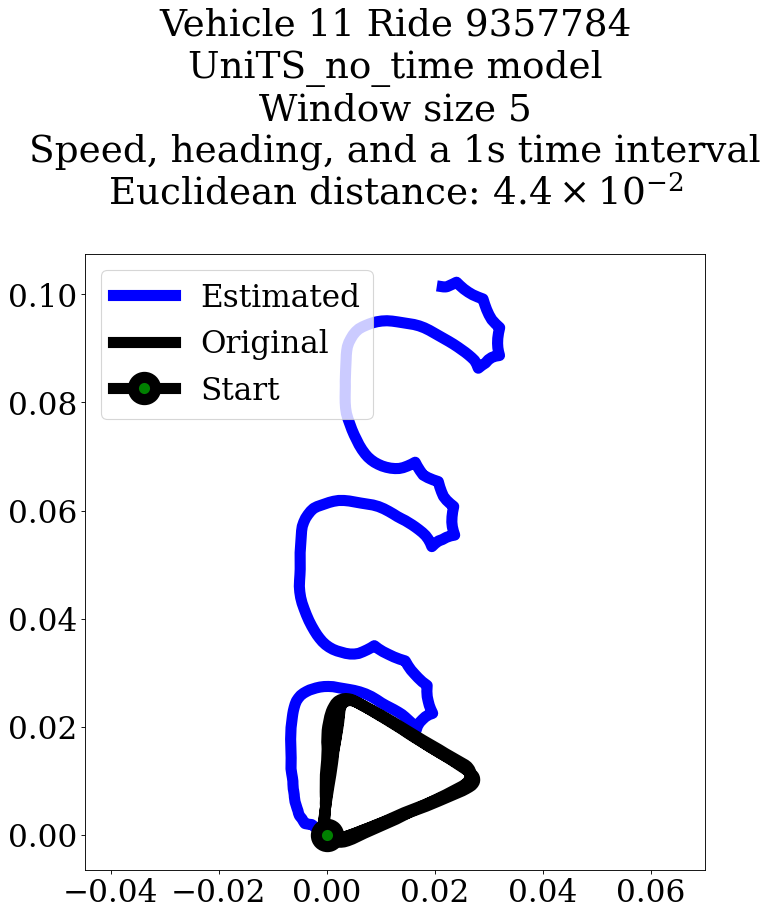 Vehicle 11 Ride 9357784
UniTS_no_time model
Window size 5
Speed, heading, and a 1s time interval
Euclidean distance: 4.4 × 10⁻²
Estimated
Original
Start
0.10
0.08
0.06
0.04
0.02
0.00
−0.04 −0.02 0.00 0.02 0.04 0.06